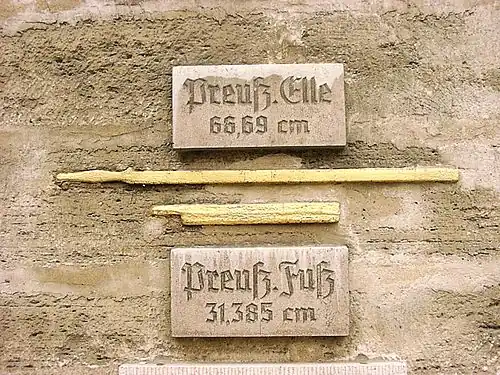 Preuß. Elle
66,69 cm
Preuß. Fuß
31,385 cm